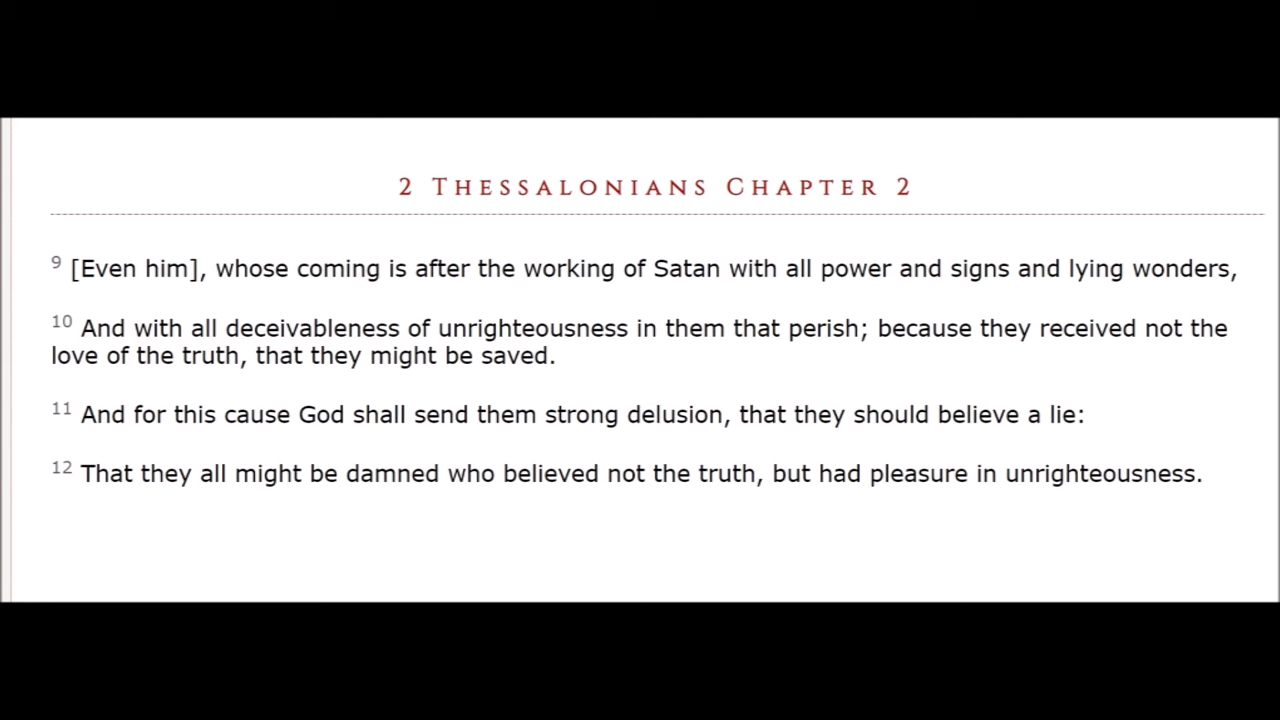 2 Thessalonians Chapter 2
9 [Even him], whose coming is after the working of Satan with all power and signs and lying wonders,
10 And with all deceivableness of unrighteousness in them that perish; because they received not the
love of the truth, that they might be saved.
11 And for this cause God shall send them strong delusion, that they should believe a lie:
12 That they all might be damned who believed not the truth, but had pleasure in unrighteousness.